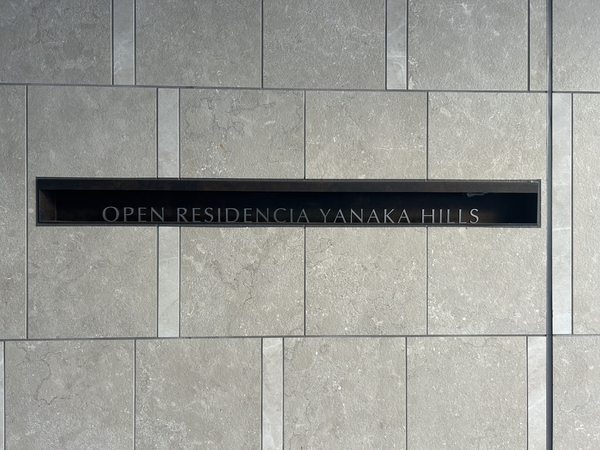 OPEN RESIDENCIA YANAKA HILLS